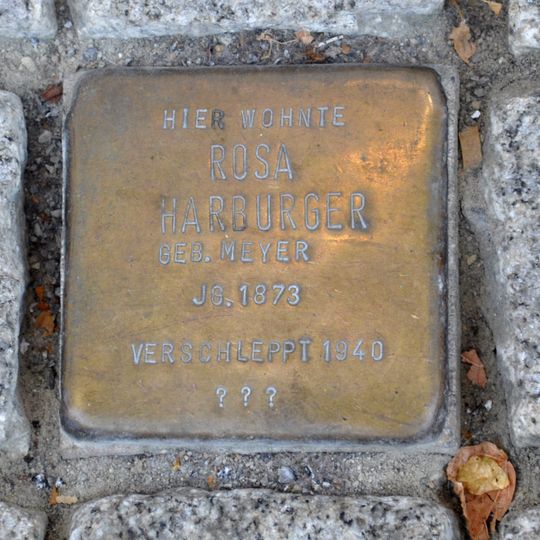 HIER WOHNTE
ROSA
HARBURGER
GEB. MEYER
JG. 1873
VERSCHLEPPT 1940
? ? ?